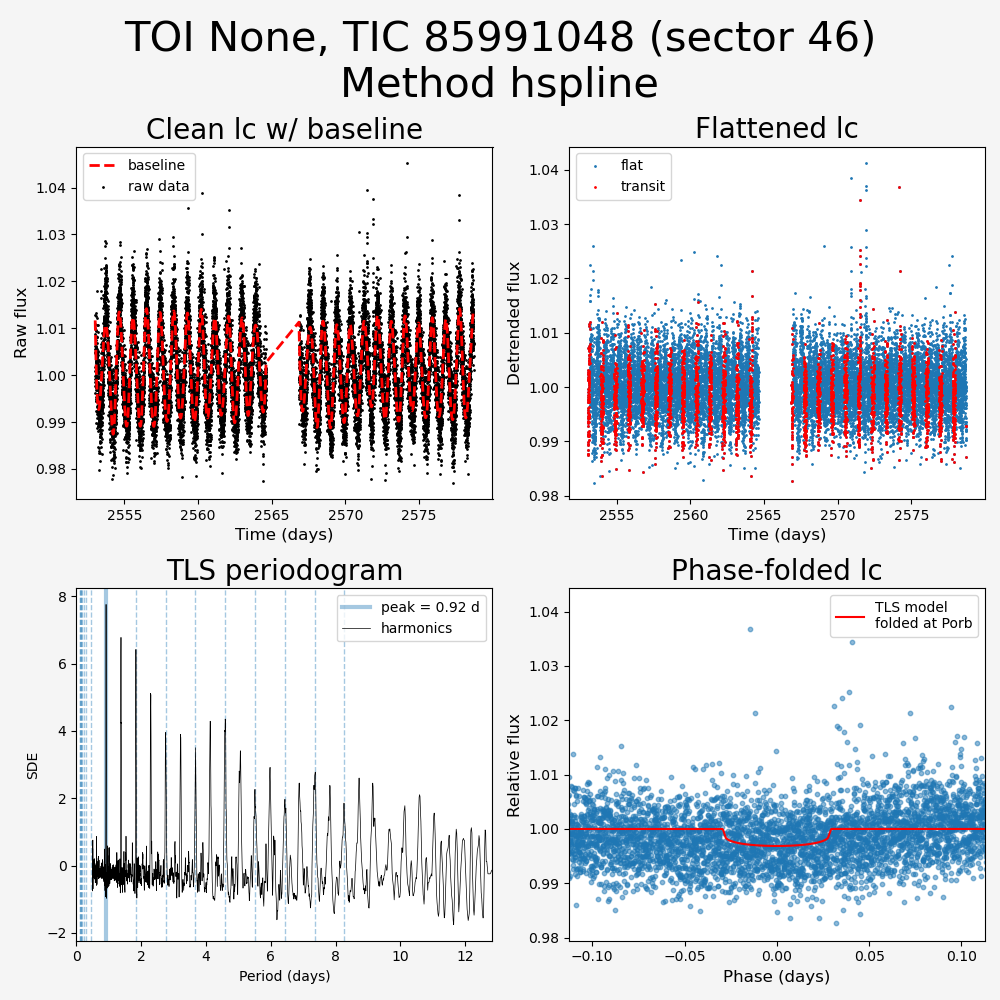 TOI None, TIC 85991048 (sector 46)
Method hspline
Clean lc w/ baseline
baseline
raw data
1.04
1.03
1.02
1.01
1.00
0.99
0.98
Raw flux
2555
2560
2565
2570
2575
Time (days)
Flattened lc
flat
transit
1.04
1.03
1.02
1.01
1.00
0.99
0.98
Detrended flux
2555
2560
2565
2570
2575
Time (days)
TLS periodogram
peak = 0.92 d
harmonics
8
6
4
2
0
−2
SDE
0
2
4
6
8
10
12
Period (days)
Phase-folded lc
TLS model
folded at Porb
1.04
1.03
1.02
1.01
1.00
0.99
0.98
Relative flux
−0.10
−0.05
0.00
0.05
0.10
Phase (days)